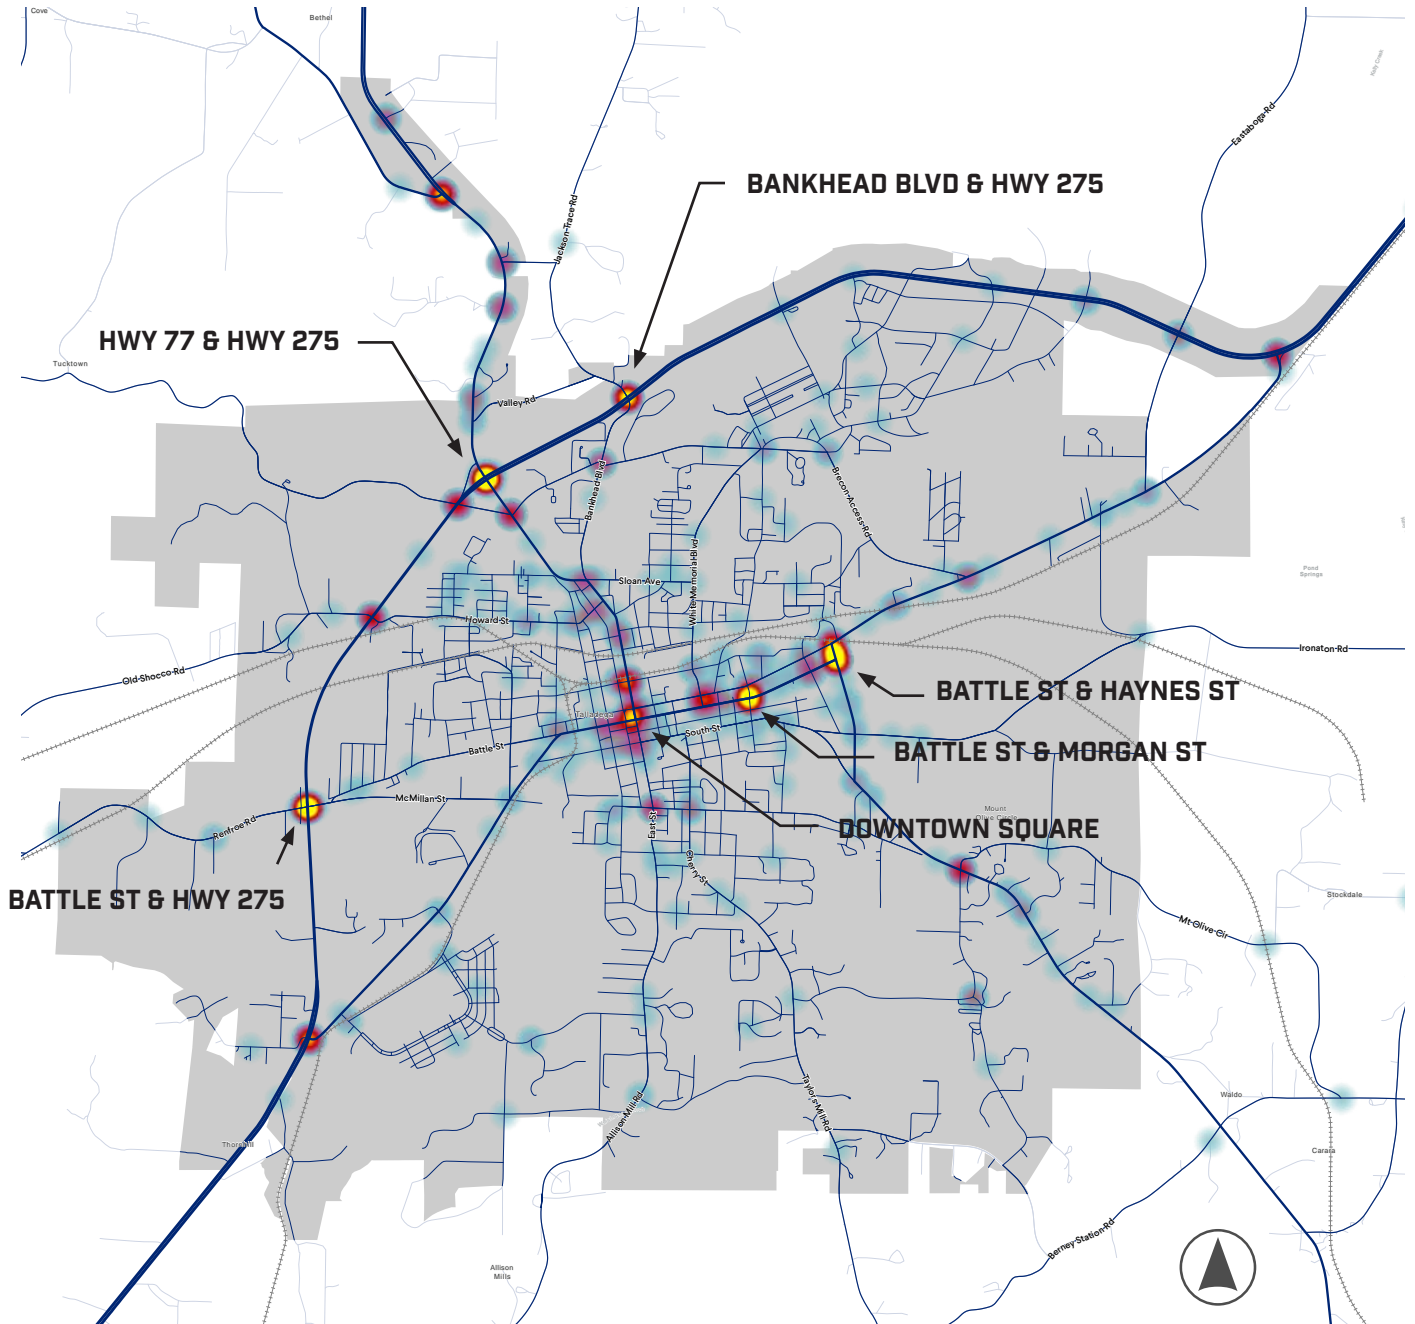 Cove
Bethel
Kelly Creek
Eastaboga Rd
BANKHEAD BLVD & HWY 275
Jackson Trace Rd
HWY 77 & HWY 275
Tucktown
Valley Rd
Bankhead Blvd
Brecon Access Rd
White Memorial Blvd
Pond
Springs
Sloan Ave
Howard St
Ironaton Rd
Old Shocco Rd
BATTLE ST & HAYNES ST
Talladega
South St
Battle St
BATTLE ST & MORGAN ST
McMillan St
Mount
Olive Circle
Renfroe Rd
East St
DOWNTOWN SQUARE
Cherry St
BATTLE ST & HWY 275
Stockdale
Mt Olive Cir
Waldo
Allison Mill Rd
Taylors Mill Rd
Thornhill
Carara
Berney Station Rd
Allison
Mills